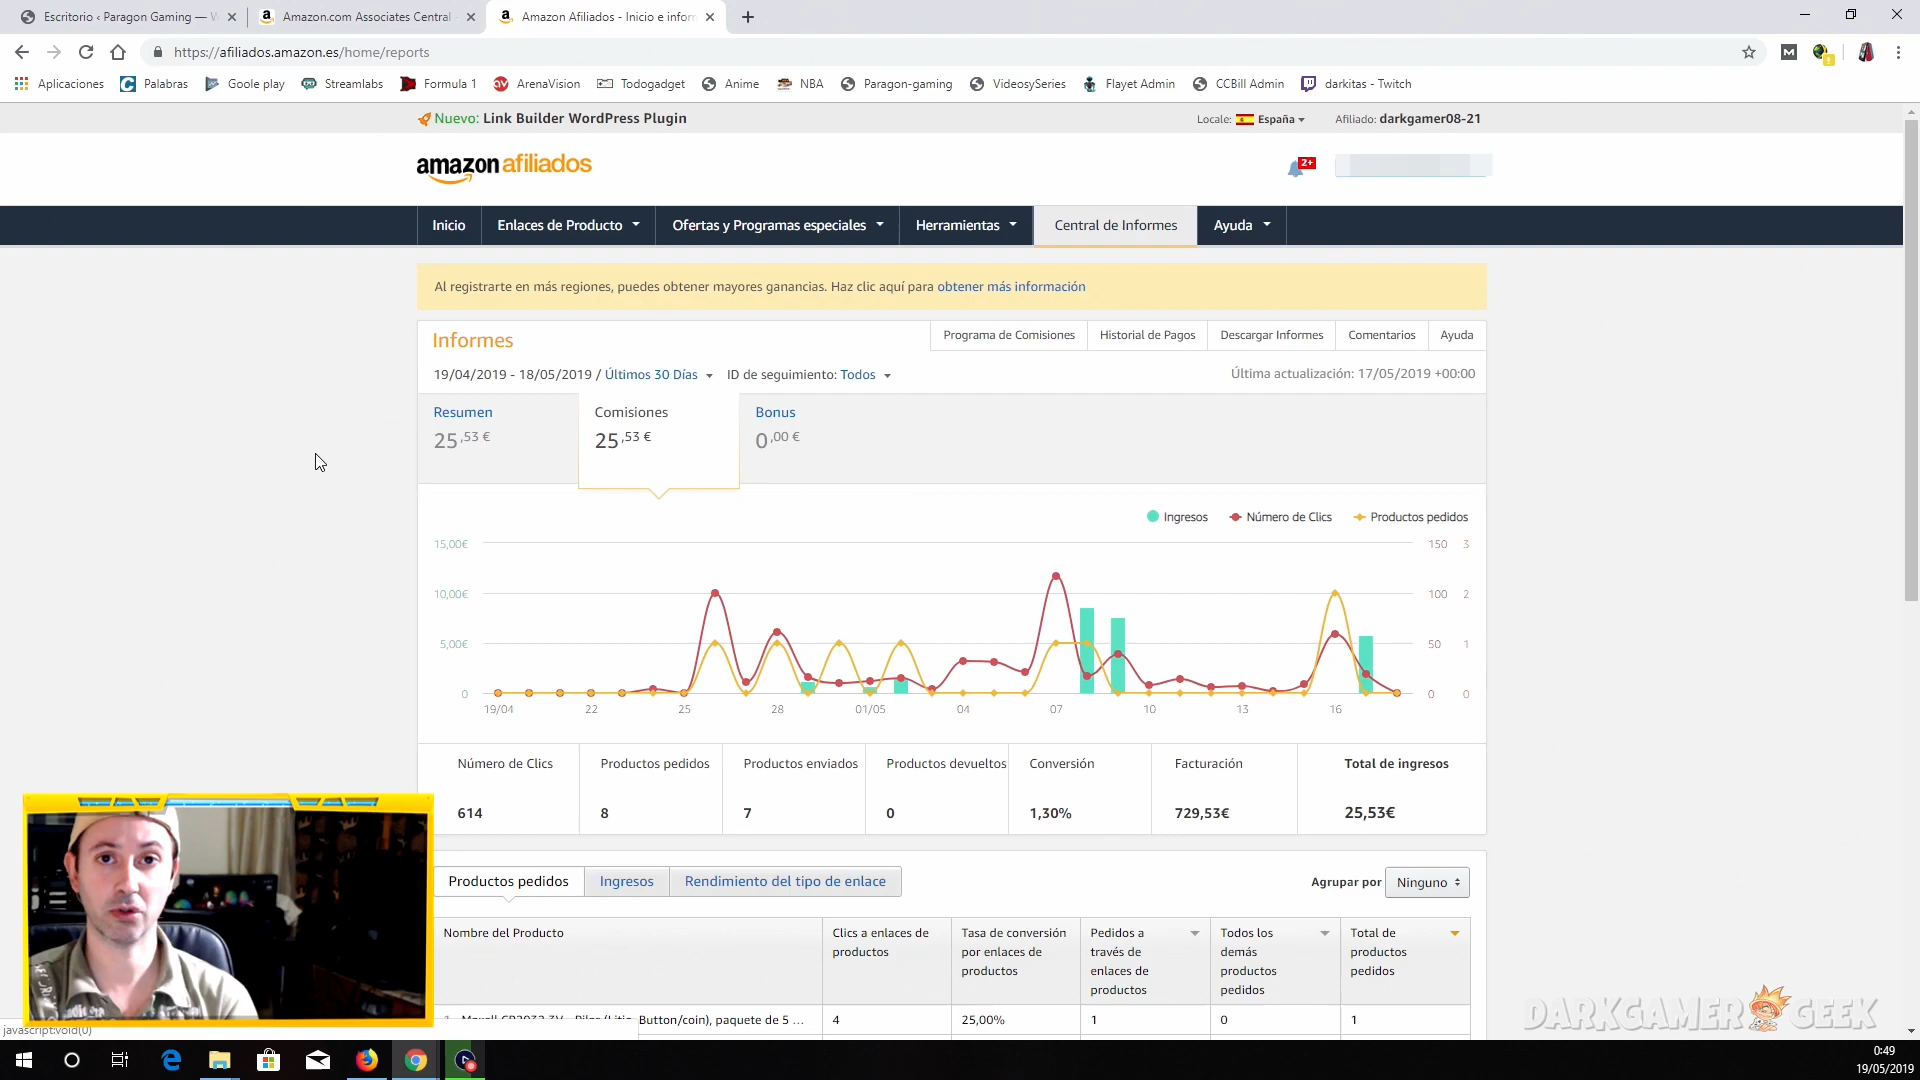 Escritorio ‹ Paragon Gaming — W
Amazon.com Associates Central -
Amazon Afiliados - Inicio e inform
https://afiliados.amazon.es/home/reports
Aplicaciones
Palabras
Goole play
Streamlabs
Formula 1
ArenaVision
Todogadget
Anime
NBA
Paragon-gaming
VideosySeries
Flayet Admin
CCBill Admin
darkitas - Twitch
Nuevo: Link Builder WordPress Plugin
Locale: España
Afiliado: darkgamer08-21
amazon afiliados
2+
Inicio
Enlaces de Producto
Ofertas y Programas especiales
Herramientas
Central de Informes
Ayuda
Al registrarte en más regiones, puedes obtener mayores ganancias. Haz clic aquí para obtener más información
Informes
Programa de Comisiones
Historial de Pagos
Descargar Informes
Comentarios
Ayuda
19/04/2019 - 18/05/2019 / Últimos 30 Días
ID de seguimiento: Todos
Última actualización: 17/05/2019 +00:00
Resumen
25,53 €
Comisiones
25,53 €
Bonus
0,00 €
Ingresos
Número de Clics
Productos pedidos
15,00€ 150 3
10,00€ 100 2
5,00€ 50 1
0 0 0
19/04 22 25 28 01/05 04 07 10 13 16
Número de Clics
614
Productos pedidos
8
Productos enviados
7
Productos devueltos
0
Conversión
1,30%
Facturación
729,53€
Total de ingresos
25,53€
Productos pedidos
Ingresos
Rendimiento del tipo de enlace
Agrupar por
Ninguno
Nombre del Producto
Clics a enlaces de
productos
Tasa de conversión
por enlaces de
productos
Pedidos a
través de
enlaces de
productos
Todos los
demás
productos
pedidos
Total de
productos
pedidos
Button/coin), paquete de 5 ...
4
25,00%
1
0
1
javascript:void(0)
DARKGAMER GEEK
0:49
19/05/2019